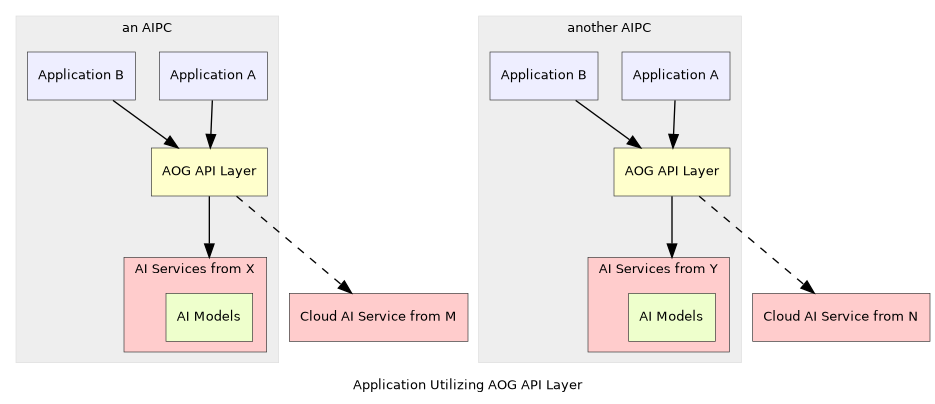 an AIPC
Application B
Application A
AOG API Layer
AI Services from X
AI Models
Cloud AI Service from M
another AIPC
Application B
Application A
AOG API Layer
AI Services from Y
AI Models
Cloud AI Service from N
Application Utilizing AOG API Layer